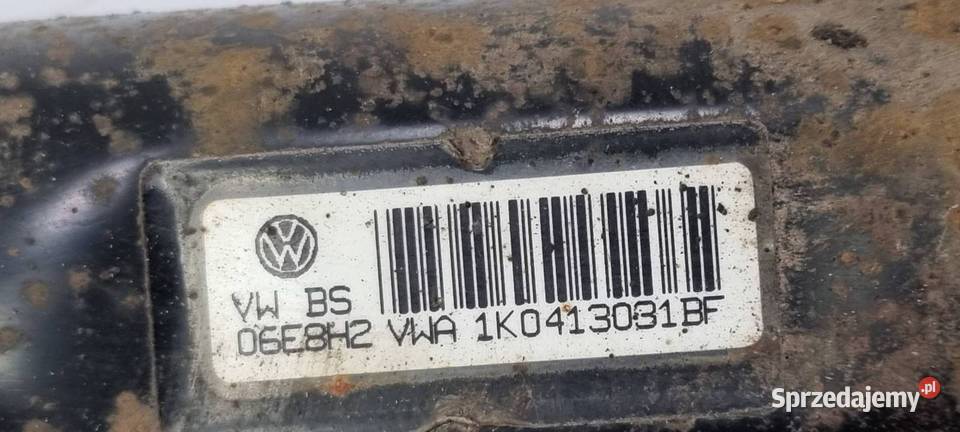 VW BS
06E8H2 VWA 1K0413031BF
Sprzedajemy.pl